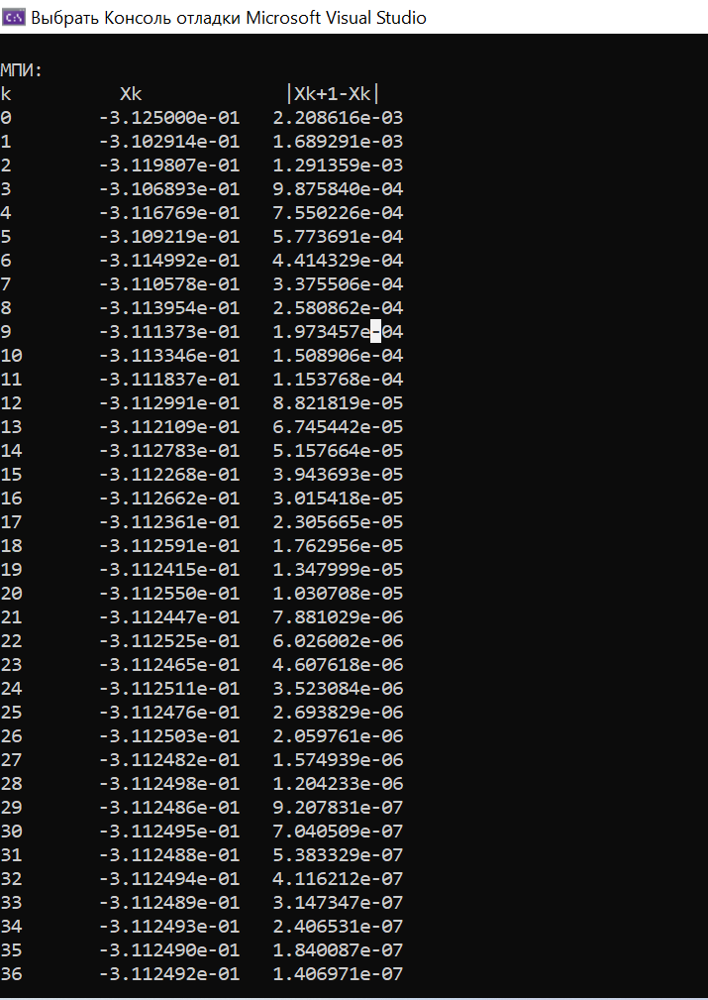 C:\ Выбрать Консоль отладки Microsoft Visual Studio
МПИ:
k Xk |Xk+1-Xk|
0 -3.125000e-01 2.208616e-03
1 -3.102914e-01 1.689291e-03
2 -3.119807e-01 1.291359e-03
3 -3.106893e-01 9.875840e-04
4 -3.116769e-01 7.550226e-04
5 -3.109219e-01 5.773691e-04
6 -3.114992e-01 4.414329e-04
7 -3.110578e-01 3.375506e-04
8 -3.113954e-01 2.580862e-04
9 -3.111373e-01 1.973457e-04
10 -3.113346e-01 1.508906e-04
11 -3.111837e-01 1.153768e-04
12 -3.112991e-01 8.821819e-05
13 -3.112109e-01 6.745442e-05
14 -3.112783e-01 5.157664e-05
15 -3.112268e-01 3.943693e-05
16 -3.112662e-01 3.015418e-05
17 -3.112361e-01 2.305665e-05
18 -3.112591e-01 1.762956e-05
19 -3.112415e-01 1.347999e-05
20 -3.112550e-01 1.030708e-05
21 -3.112447e-01 7.881029e-06
22 -3.112525e-01 6.026002e-06
23 -3.112465e-01 4.607618e-06
24 -3.112511e-01 3.523084e-06
25 -3.112476e-01 2.693829e-06
26 -3.112503e-01 2.059761e-06
27 -3.112482e-01 1.574939e-06
28 -3.112498e-01 1.204233e-06
29 -3.112486e-01 9.207831e-07
30 -3.112495e-01 7.040509e-07
31 -3.112488e-01 5.383329e-07
32 -3.112494e-01 4.116212e-07
33 -3.112489e-01 3.147347e-07
34 -3.112493e-01 2.406531e-07
35 -3.112490e-01 1.840087e-07
36 -3.112492e-01 1.406971e-07